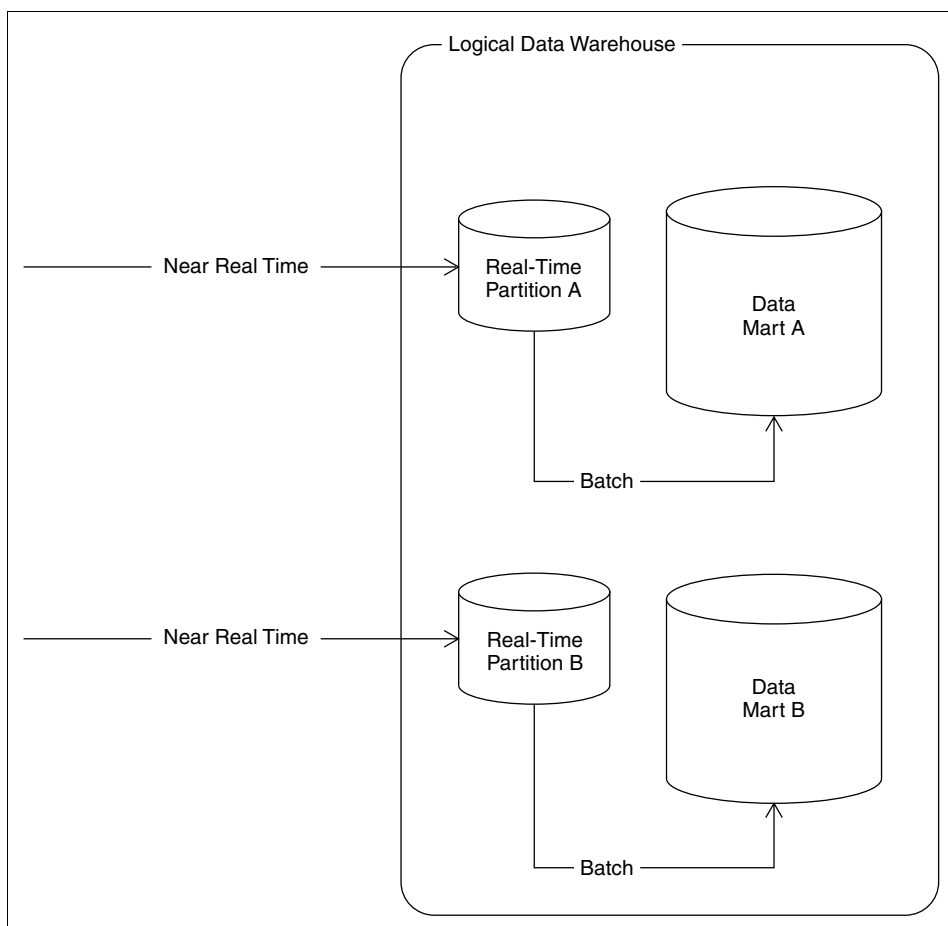 Logical Data Warehouse
Near Real Time
Real-Time
Partition A
Data
Mart A
Batch
Near Real Time
Real-Time
Partition B
Data
Mart B
Batch